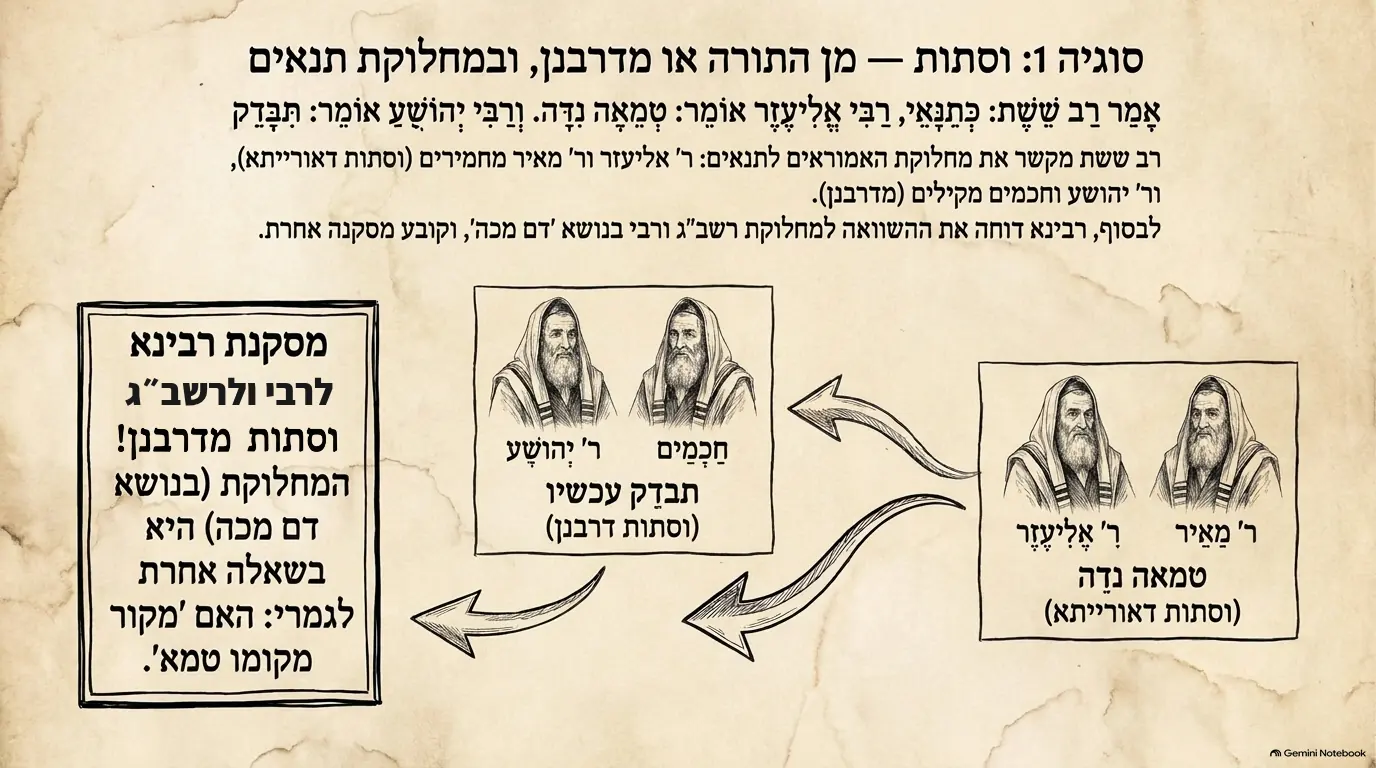 סוגיה 1: וסתות — מן התורה או מדרבנן, ובמחלוקת תנאים
אָמַר רַב שֵׁשֶׁת: כְּתַנָּאֵי, רַבִּי אֱלִיעֶזֶר אוֹמֵר: טְמֵאָה נִדָּה. וְרַבִּי יְהוֹשֻׁעַ אוֹמֵר: תִּבָּדֵק
רב ששת מקשר את מחלוקת האמוראים לתנאים: ר' אליעזר ור' מאיר מחמירים (וסתות דאורייתא),
ור' יהושע וחכמים מקילים (מדרבנן).
לבסוף, רבינא דוחה את ההשוואה למחלוקת רשב"ג ורבי בנושא 'דם מכה', וקובע מסקנה אחרת.
ר' מַאִיר
ר' אֱלִיעֶזֶר
טמאה נדֵה
(וסתות דאורייתא)
חַכְמַים
ר' יְהוֹשָׁע
תבדֵק עכשיו
(וסתות דרבנן)
מסקנת רבינא
לרבי ולרשב״ג
וסתות מדרבנן!
המחלוקת (בנושא
דם מכה) היא
בשאלה אחרת
לגמרי: האם 'מקור
מקומו טמא'.
Gemini Notebook